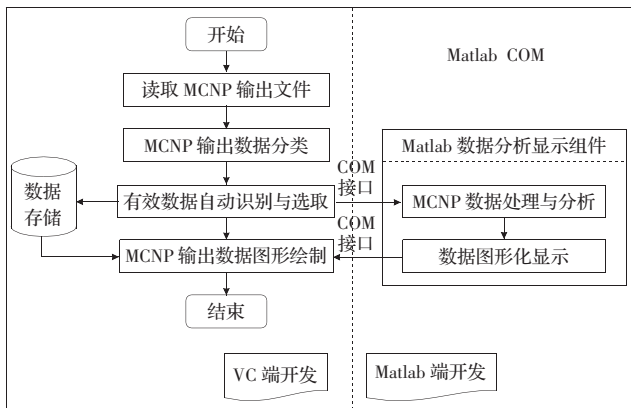 开始
读取 MCNP 输出文件
MCNP 输出数据分类
有效数据自动识别与选取
MCNP 输出数据图形绘制
结束
数据
存储
VC 端开发
COM
接口
COM
接口
Matlab COM
Matlab 数据分析显示组件
MCNP 数据处理与分析
数据图形化显示
Matlab 端开发